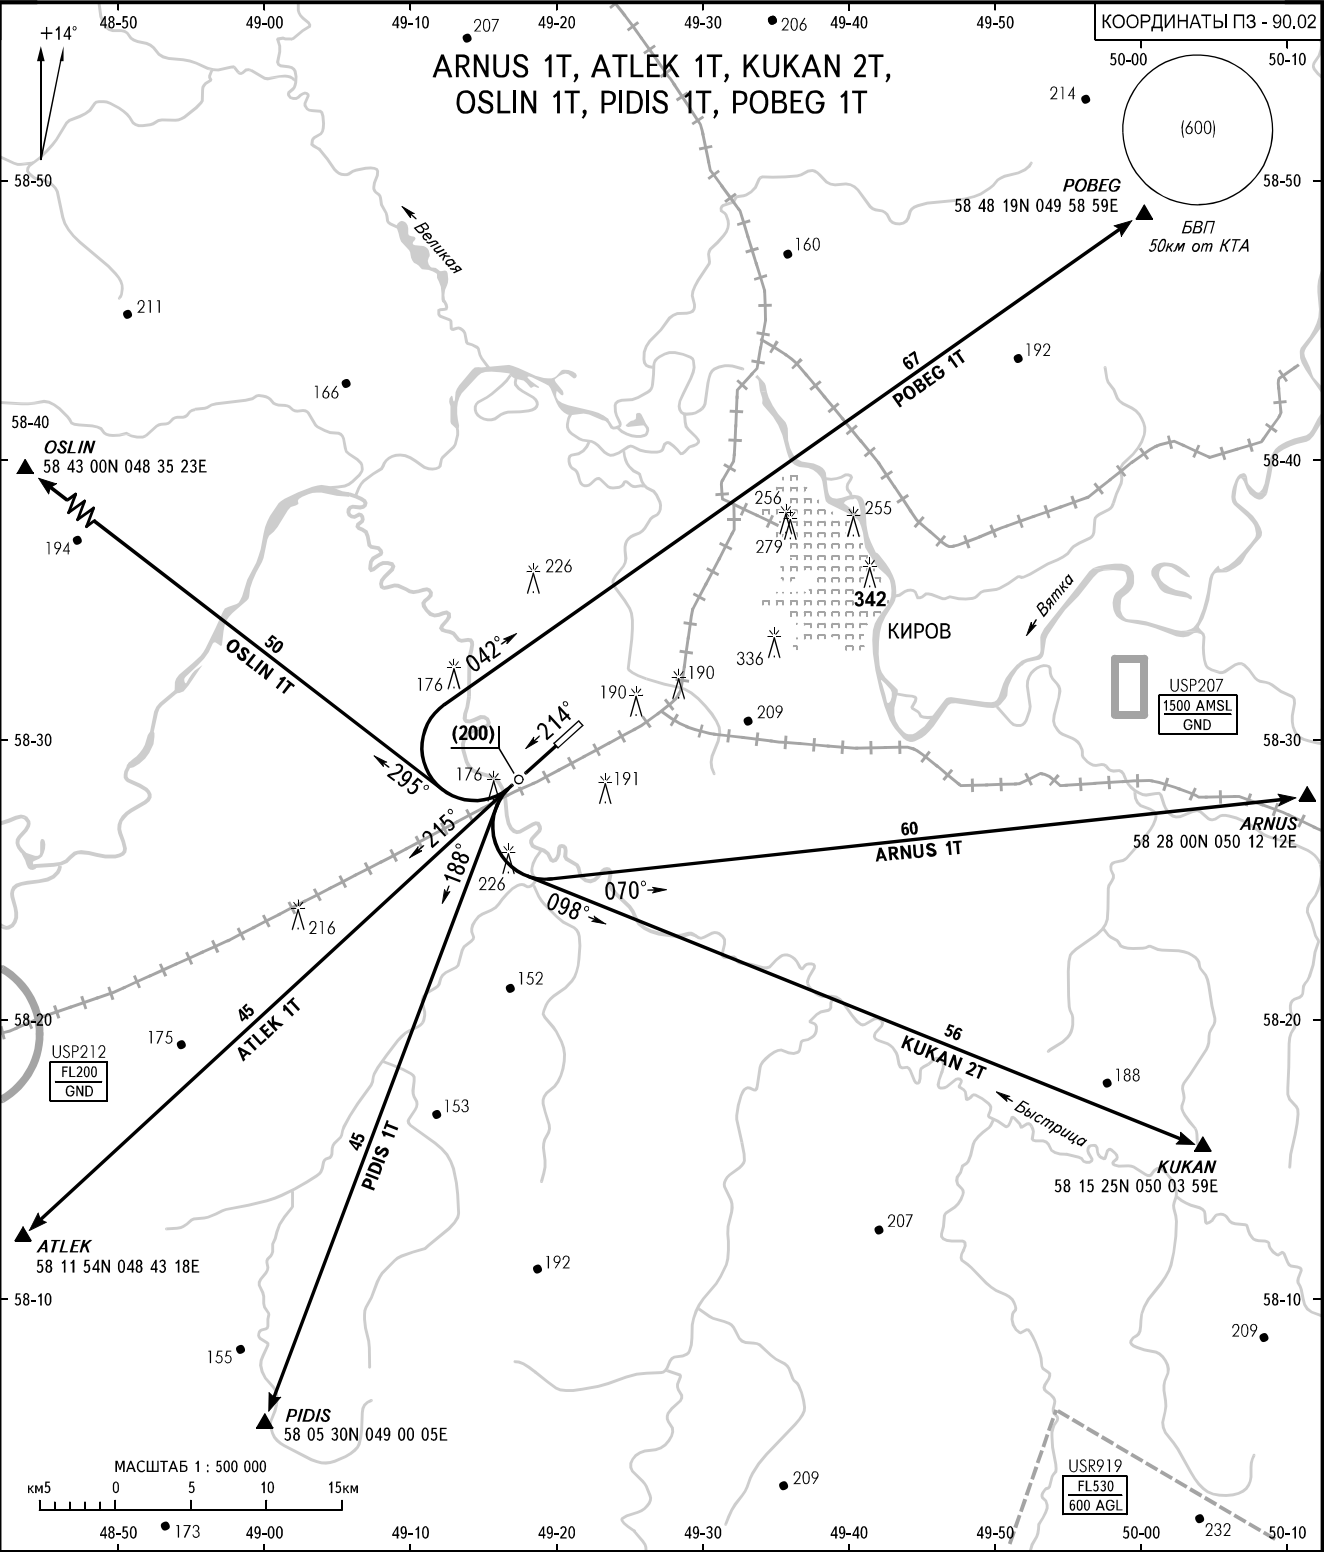 48-50
49-00
49-10
49-20
49-30
49-40
49-50
КООРДИНАТЫ ПЗ - 90.02
+14°
207
206
50-00
50-10
ARNUS 1T, ATLEK 1T, KUKAN 2T,
OSLIN 1T, PIDIS 1T, POBEG 1T
214
(600)
58-50
58-50
POBEG
58 48 19N 049 58 59E
БВП
50км от КТА
Великая
160
211
192
67
POBEG 1T
166
58-40
58-40
OSLIN
58 43 00N 048 35 23E
194
256
279
255
226
342
Вятка
КИРОВ
50
OSLIN 1T
042°
176
336
190
190
USP207
1500 AMSL
GND
209
(200)
214°
58-30
58-30
176
191
295°
ARNUS
58 28 00N 050 12 12E
60
ARNUS 1T
215°
188°
226
070°
098°
216
152
45
ATLEK 1T
58-20
58-20
175
56
KUKAN 2T
USP212
FL200
GND
188
153
Быстрица
45
PIDIS 1T
KUKAN
58 15 25N 050 03 59E
207
ATLEK
58 11 54N 048 43 18E
192
58-10
58-10
209
155
PIDIS
58 05 30N 049 00 05E
МАСШТАБ 1 : 500 000
км5
0
5
10
15км
209
USR919
FL530
600 AGL
232
173
48-50
49-00
49-10
49-20
49-30
49-40
49-50
50-00
50-10